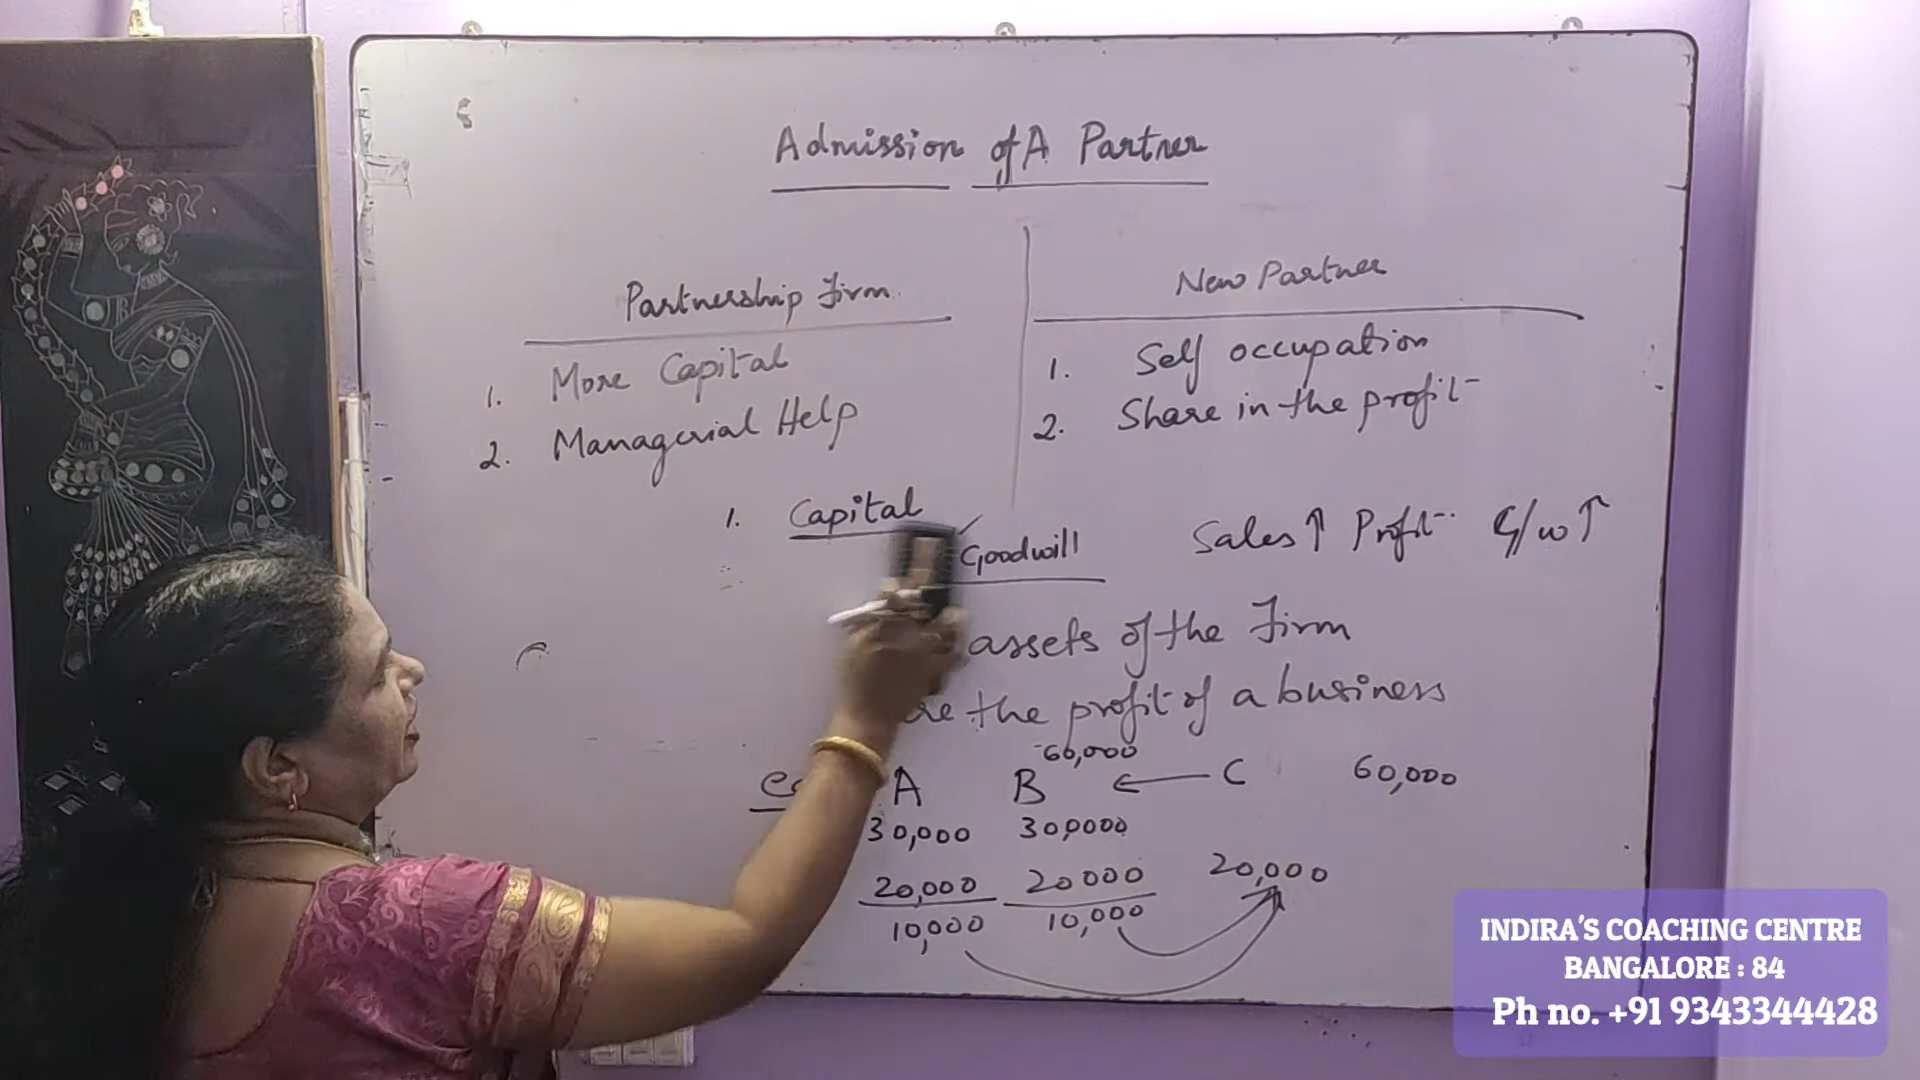 Admission of A Partner
Partnership Firm
New Partner
1. More Capital
2. Managerial Help
1. Self occupation
2. Share in the profit
1. Capital
Goodwill
Sales ↑ Profit G/w ↑
assets of the Firm
the profit of a business
60,000
A B ← C 60,000
30,000 300000
20,000 20000 20,000
10,000 10,000
INDIRA'S COACHING CENTRE
BANGALORE : 84
Ph no. +91 9343344428